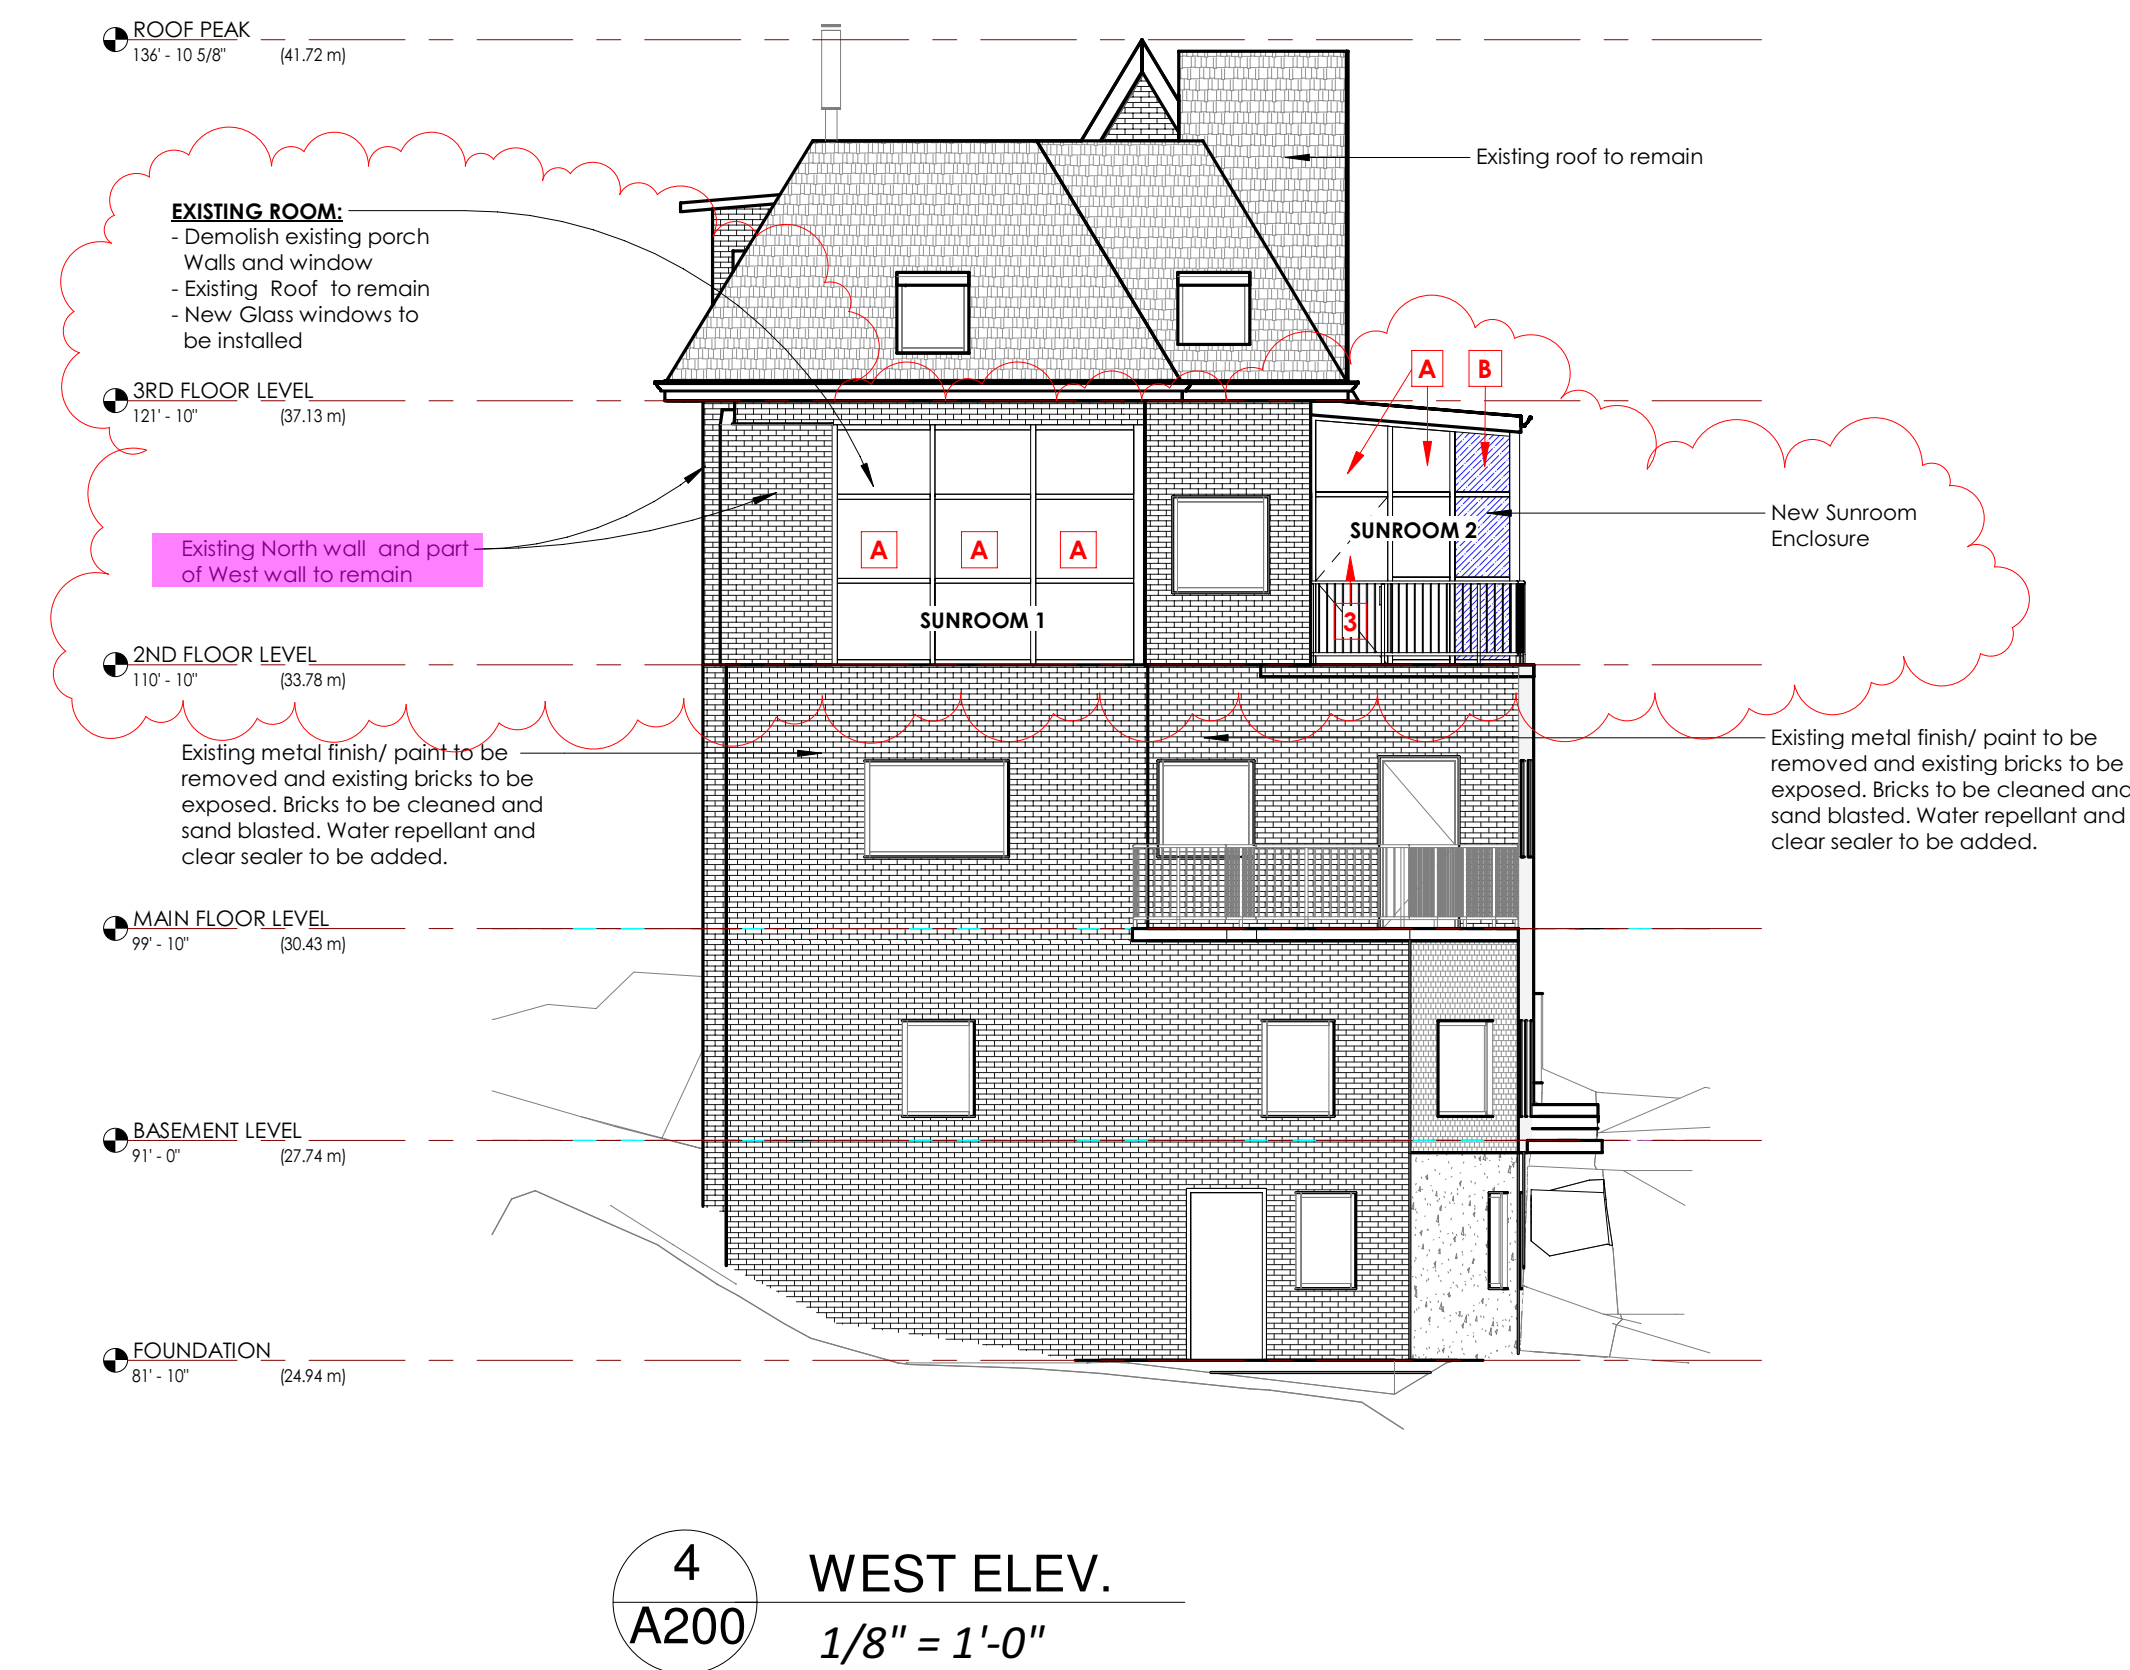 ROOF PEAK
136' - 10 5/8" (41.72 m)
Existing roof to remain
EXISTING ROOM:
- Demolish existing porch
Walls and window
- Existing Roof to remain
- New Glass windows to
be installed
A B
3RD FLOOR LEVEL
121' - 10" (37.13 m)
New Sunroom
Enclosure
SUNROOM 2
Existing North wall and part
of West wall to remain
A A A
SUNROOM 1
3
2ND FLOOR LEVEL
110' - 10" (33.78 m)
Existing metal finish/ paint to be
removed and existing bricks to be
exposed. Bricks to be cleaned and
sand blasted. Water repellant and
clear sealer to be added.
Existing metal finish/ paint to be
removed and existing bricks to be
exposed. Bricks to be cleaned and
sand blasted. Water repellant and
clear sealer to be added.
MAIN FLOOR LEVEL
99' - 10" (30.43 m)
BASEMENT LEVEL
91' - 0" (27.74 m)
FOUNDATION
81' - 10" (24.94 m)
4
A200
WEST ELEV.
1/8" = 1'-0"